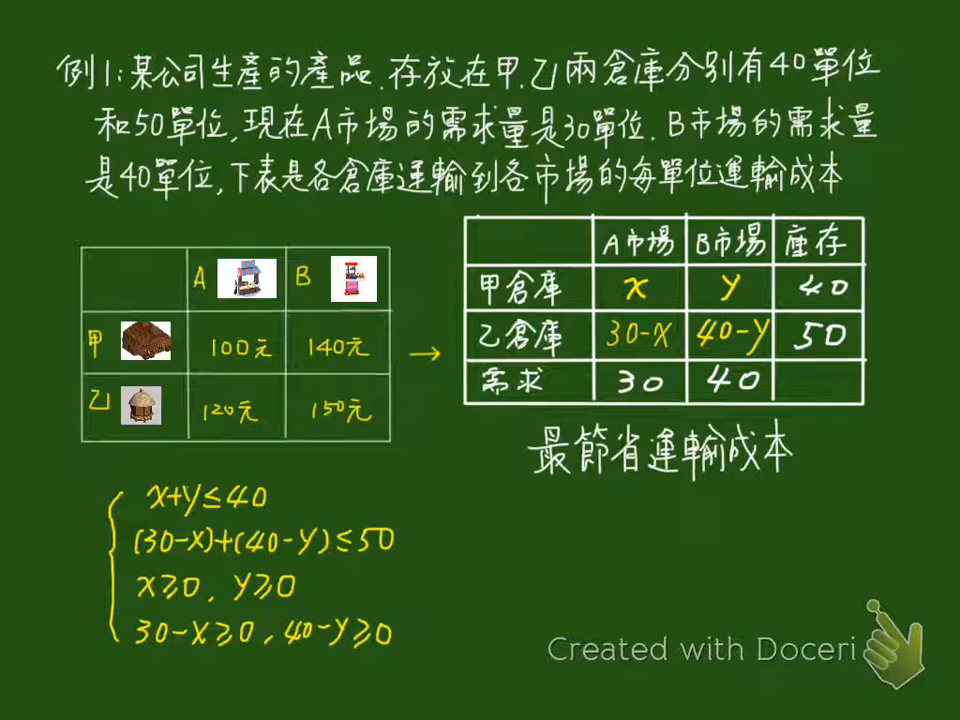 例1:某公司生產的產品,存放在甲,乙兩倉庫分別有40單位
和50單位,現在A市場的需求量是30單位,B市場的需求量
是40單位,下表是各倉庫運輸到各市場的每單位運輸成本
A B
甲 100元 140元
乙 120元 150元
→
A市場 B市場 庫存
甲倉庫 x y 40
乙倉庫 30-x 40-y 50
需求 30 40
最節省運輸成本
x+y≤40
(30-x)+(40-y)≤50
x≥0, y≥0
30-x≥0, 40-y≥0
Created with Doceri